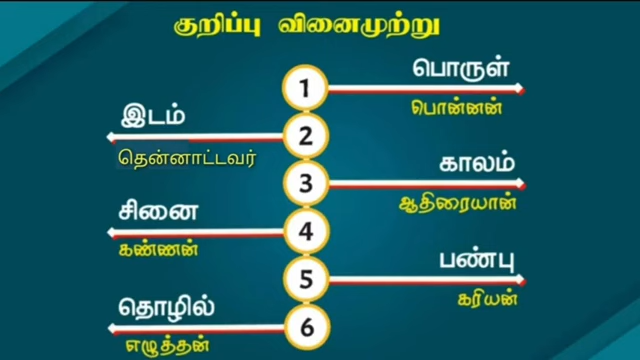 குறிப்பு வினைமுற்று
1
பொருள்
பொன்னன்
2
இடம்
தென்னாட்டவர்
3
காலம்
ஆதிரையான்
4
சினை
கண்ணன்
5
பண்பு
கரியன்
6
தொழில்
எழுத்தன்